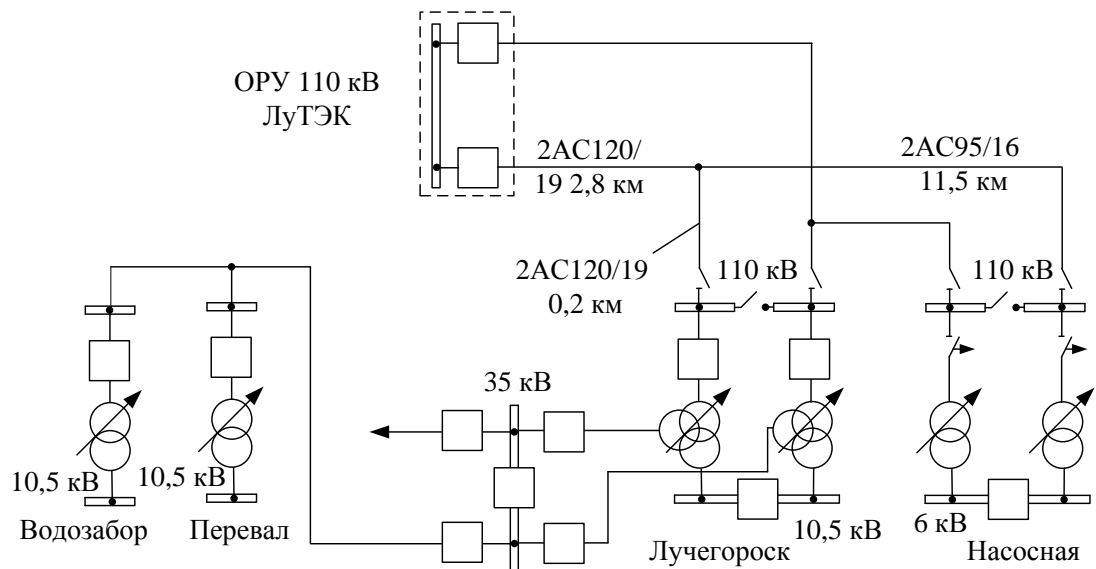 ОРУ 110 кВ
ЛуТЭК
2АС120/
19 2,8 км
2АС95/16
11,5 км
2АС120/19
0,2 км
110 кВ
110 кВ
35 кВ
10,5 кВ
10,5 кВ
Водозабор
Перевал
Лучегороск
10,5 кВ
6 кВ
Насосная